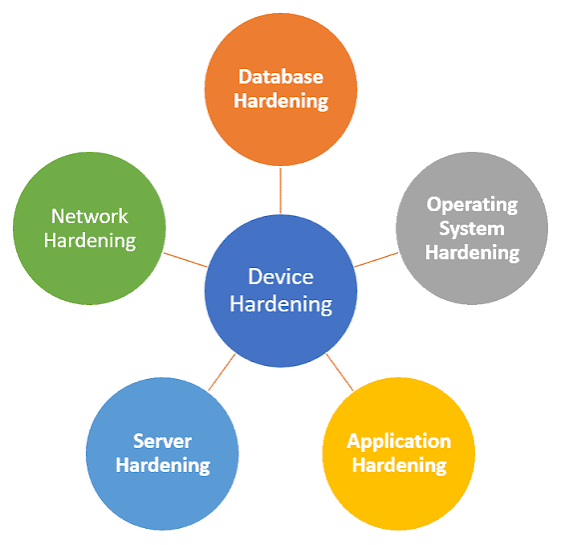 Database
Hardening
Network
Hardening
Operating
System
Hardening
Device
Hardening
Server
Hardening
Application
Hardening